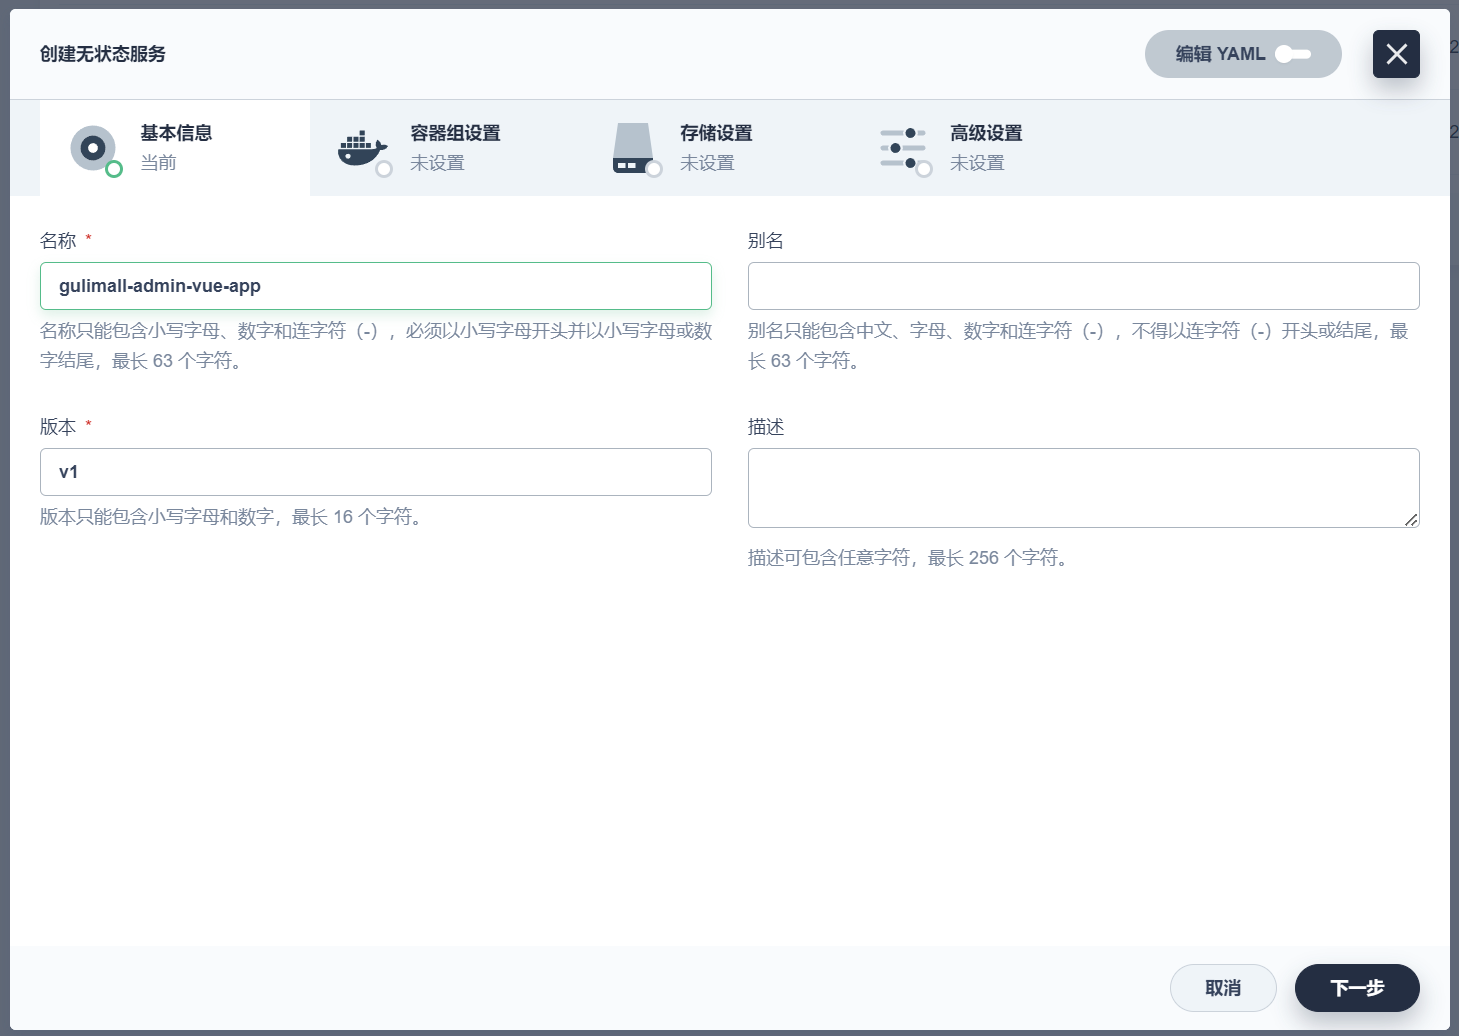 创建无状态服务
编辑 YAML
基本信息
当前
容器组设置
未设置
存储设置
未设置
高级设置
未设置
名称 *
gulimall-admin-vue-app
名称只能包含小写字母、数字和连字符（-），必须以小写字母开头并以小写字母或数
字结尾，最长 63 个字符。
别名
别名只能包含中文、字母、数字和连字符（-），不得以连字符（-）开头或结尾，最
长 63 个字符。
版本 *
v1
版本只能包含小写字母和数字，最长 16 个字符。
描述
描述可包含任意字符，最长 256 个字符。
取消
下一步
2
2